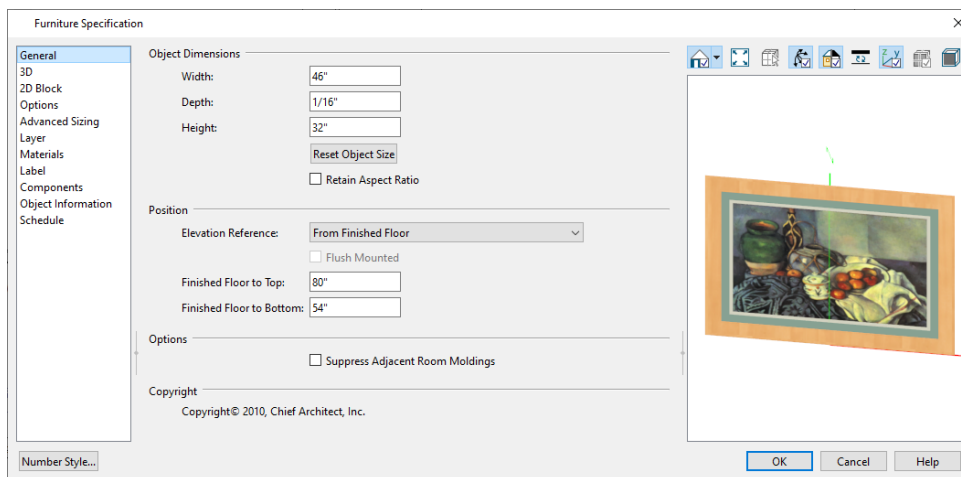 Furniture Specification
General
3D
2D Block
Options
Advanced Sizing
Layer
Materials
Label
Components
Object Information
Schedule
Object Dimensions
Width: 46"
Depth: 1/16"
Height: 32"
Reset Object Size
Retain Aspect Ratio
Position
Elevation Reference: From Finished Floor
Flush Mounted
Finished Floor to Top: 80"
Finished Floor to Bottom: 54"
Options
Suppress Adjacent Room Moldings
Copyright
Copyright© 2010, Chief Architect, Inc.
z y
Number Style...
OK Cancel Help